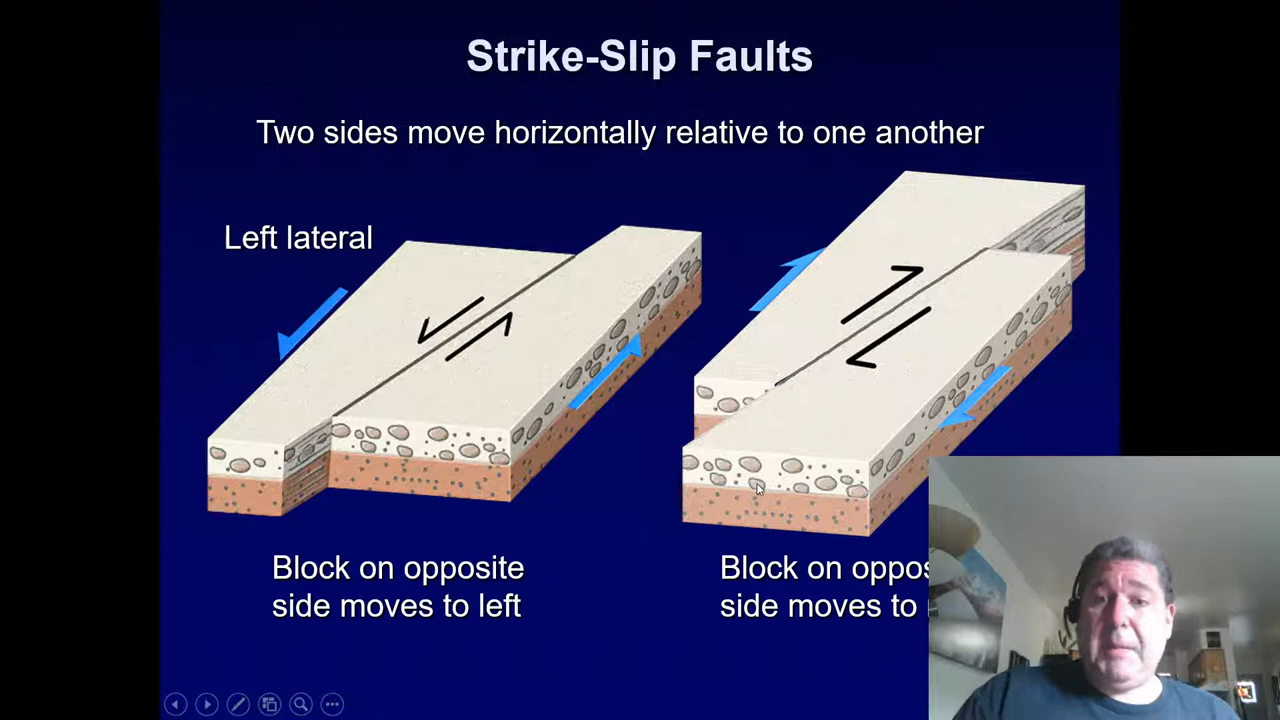 Strike-Slip Faults
Two sides move horizontally relative to one another
Left lateral
Block on opposite
side moves to left
Block on
side moves to